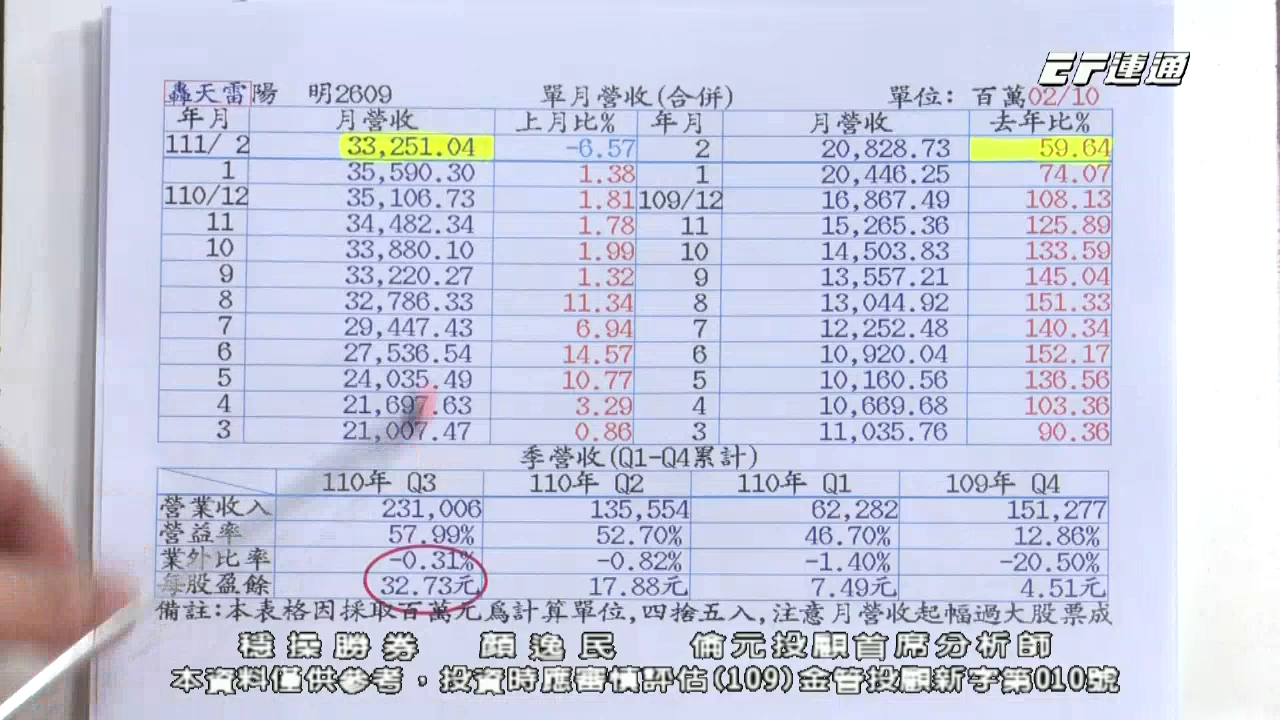 EF運通
轟天雷陽 明2609 單月營收(合併) 單位: 百萬02/10
年月 月營收 上月比% 年月 月營收 去年比%
111/ 2 33,251.04 -6.57 2 20,828.73 59.64
1 35,590.30 1.38 1 20,446.25 74.07
110/12 35,106.73 1.81 109/12 16,867.49 108.13
11 34,482.34 1.78 11 15,265.36 125.89
10 33,880.10 1.99 10 14,503.83 133.59
9 33,220.27 1.32 9 13,557.21 145.04
8 32,786.33 11.34 8 13,044.92 151.33
7 29,447.43 6.94 7 12,252.48 140.34
6 27,536.54 14.57 6 10,920.04 152.17
5 24,035.49 10.77 5 10,160.56 136.56
4 21,697.63 3.29 4 10,669.68 103.36
3 21,007.47 0.86 3 11,035.76 90.36
季營收(Q1-Q4累計)
110年 Q3 110年 Q2 110年 Q1 109年 Q4
營業收入 231,006 135,554 62,282 151,277
營益率 57.99% 52.70% 46.70% 12.86%
業外比率 -0.31% -0.82% -1.40% -20.50%
每股盈餘 32.73元 17.88元 7.49元 4.51元
備註:本表格因採取百萬元為計算單位,四捨五入,注意月營收起幅過大股票成
穩操勝券 顏逸民 倫元投顧首席分析師
本資料僅供參考，投資時應審慎評估(109)金管投顧新字第010號